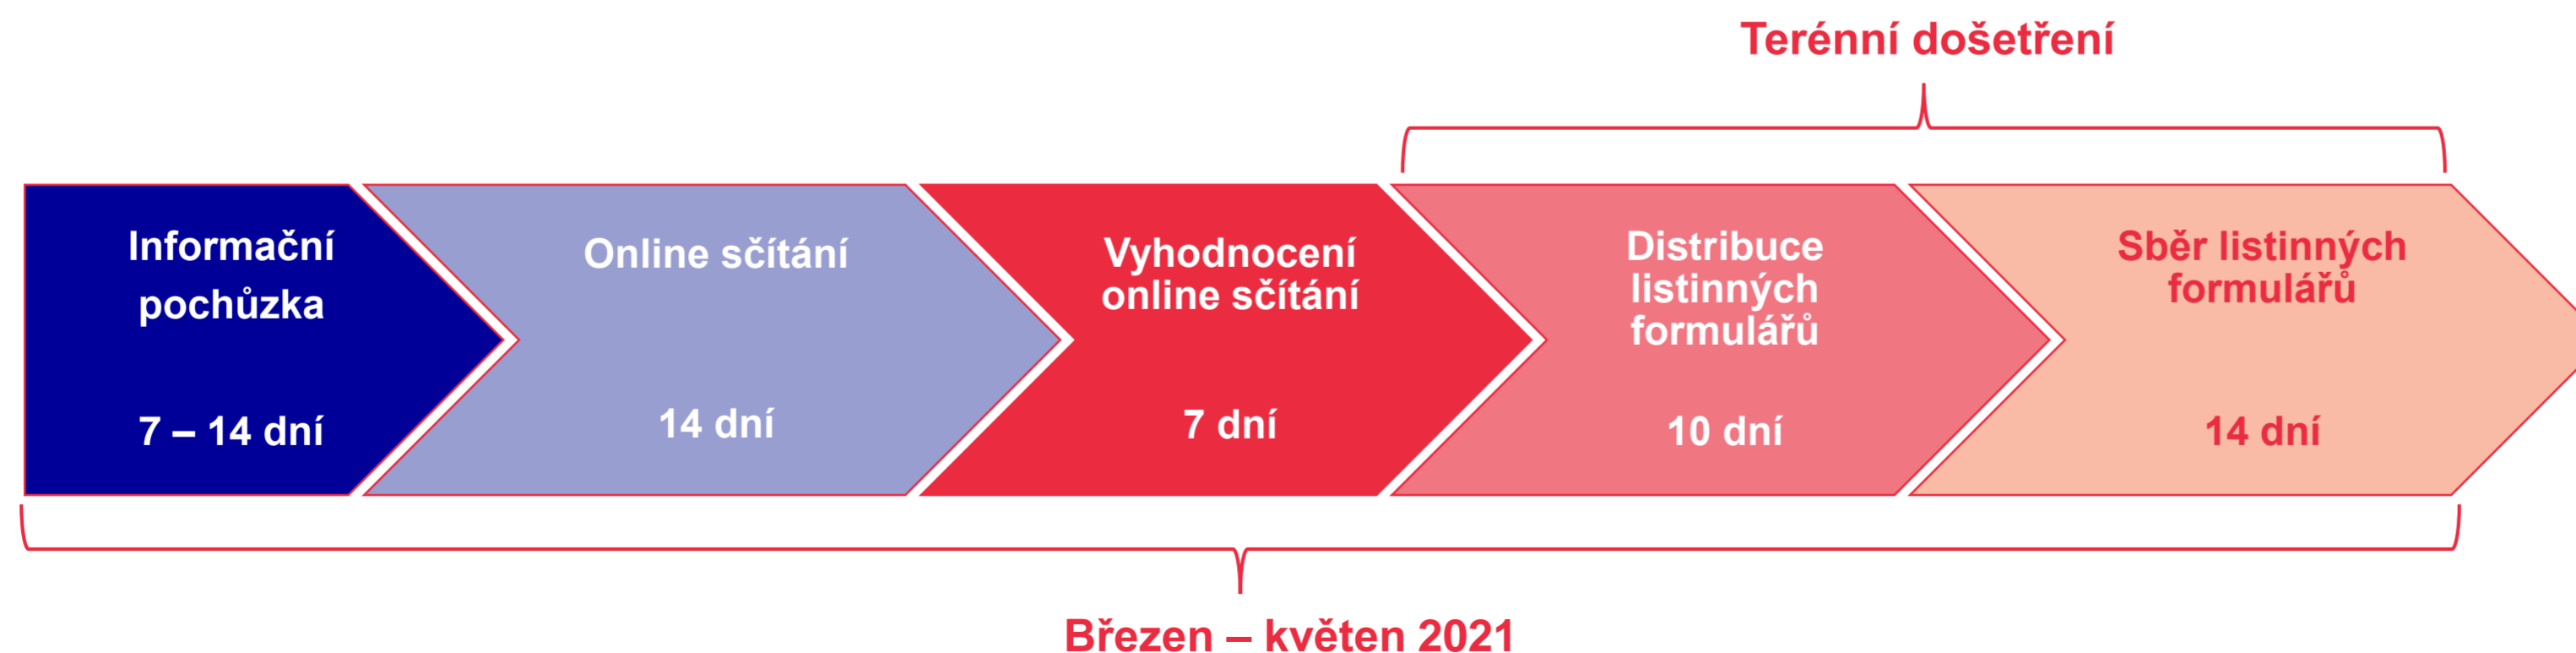 Terénní došetření
Informační
pochůzka
7 – 14 dní
Online sčítání
14 dní
Vyhodnocení
online sčítání
7 dní
Distribuce
listinných
formulářů
10 dní
Sběr listinných
formulářů
14 dní
Březen – květen 2021